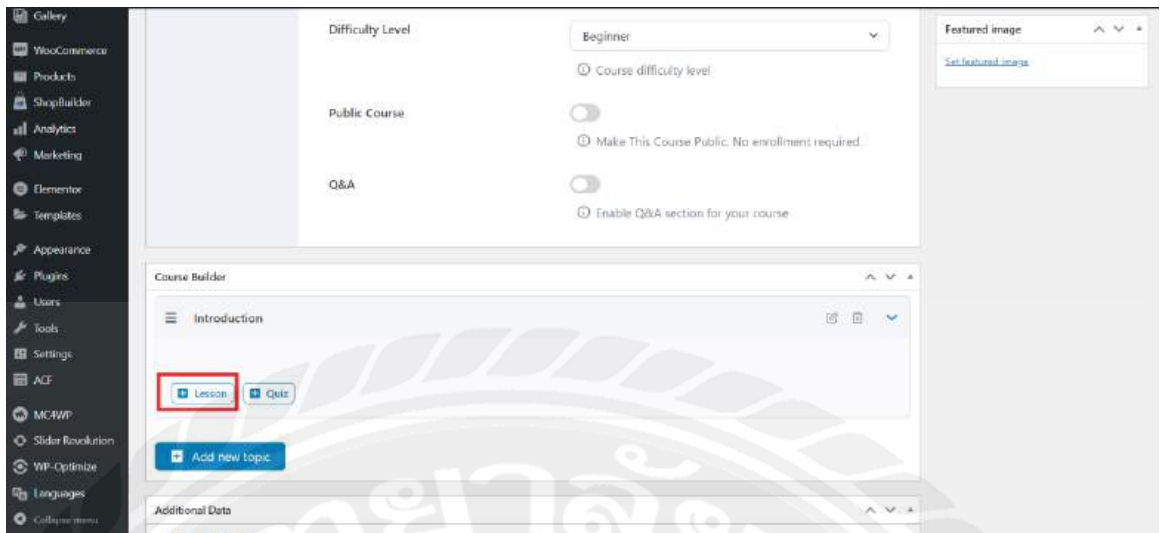 Gallery
WooCommerce
Products
ShopBuilder
Analytics
Marketing
Elementor
Templates
Appearance
Plugins
Users
Tools
Settings
ACF
MC4WP
Slider Revolution
WP-Optimize
Languages
Collapse menu
Difficulty Level
Beginner
Course difficulty level
Public Course
Make This Course Public. No enrollment required.
Q&A
Enable Q&A section for your course
Course Builder
Introduction
Lesson
Quiz
Add new topic
Additional Data
Featured image
Set featured image